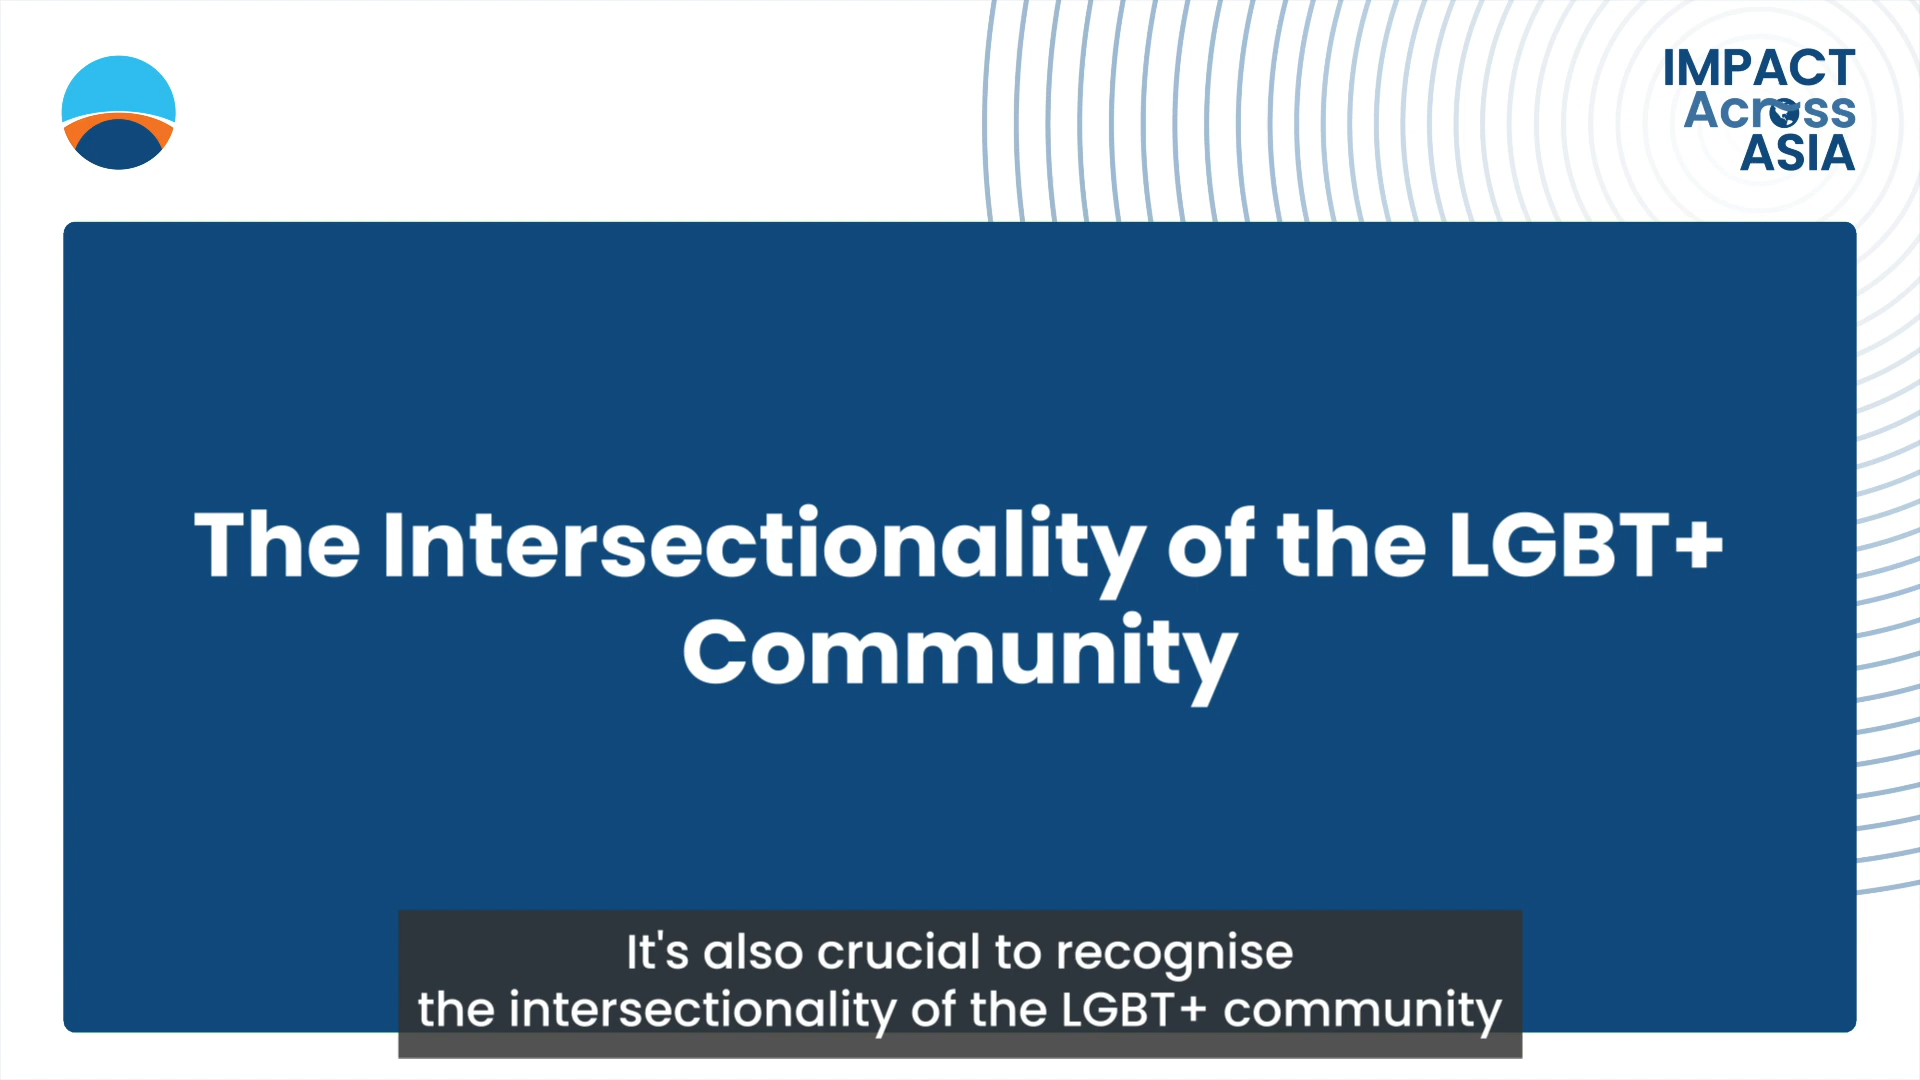 IMPACT
Across
ASIA
The Intersectionality of the LGBT+
Community
It's also crucial to recognise
the intersectionality of the LGBT+ community